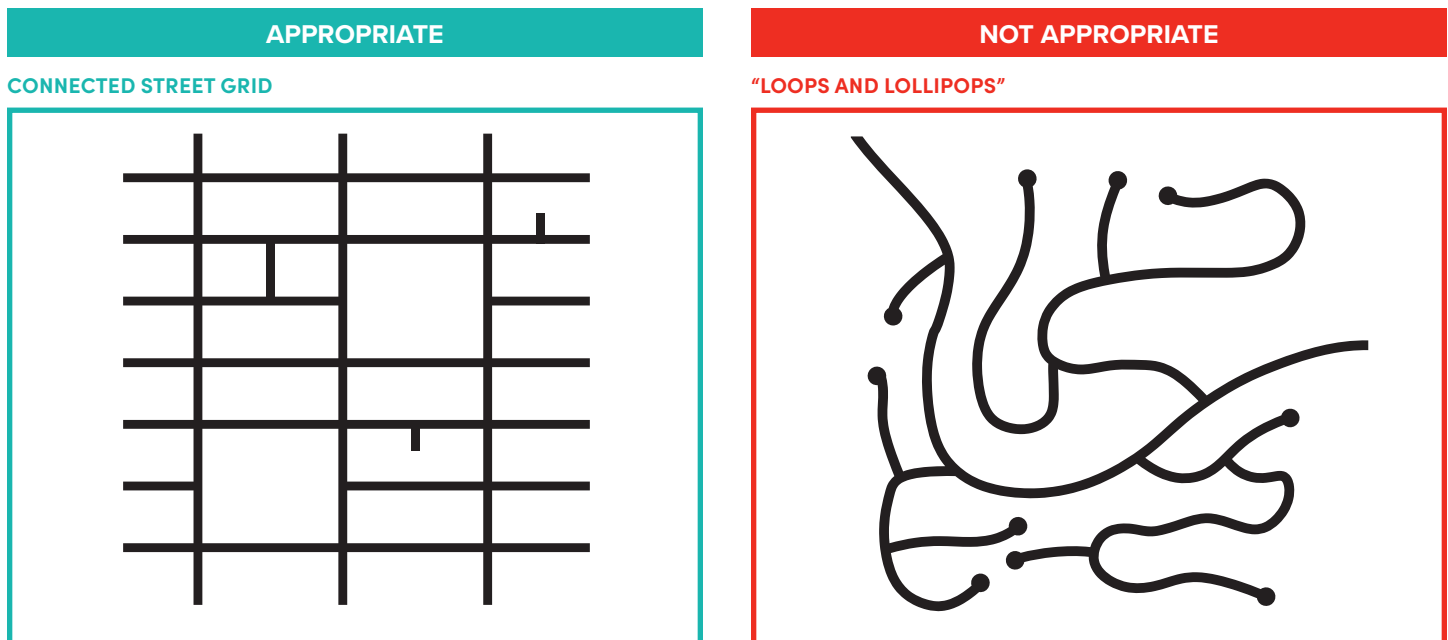 APPROPRIATE
CONNECTED STREET GRID
NOT APPROPRIATE
“LOOPS AND LOLLIPOPS”